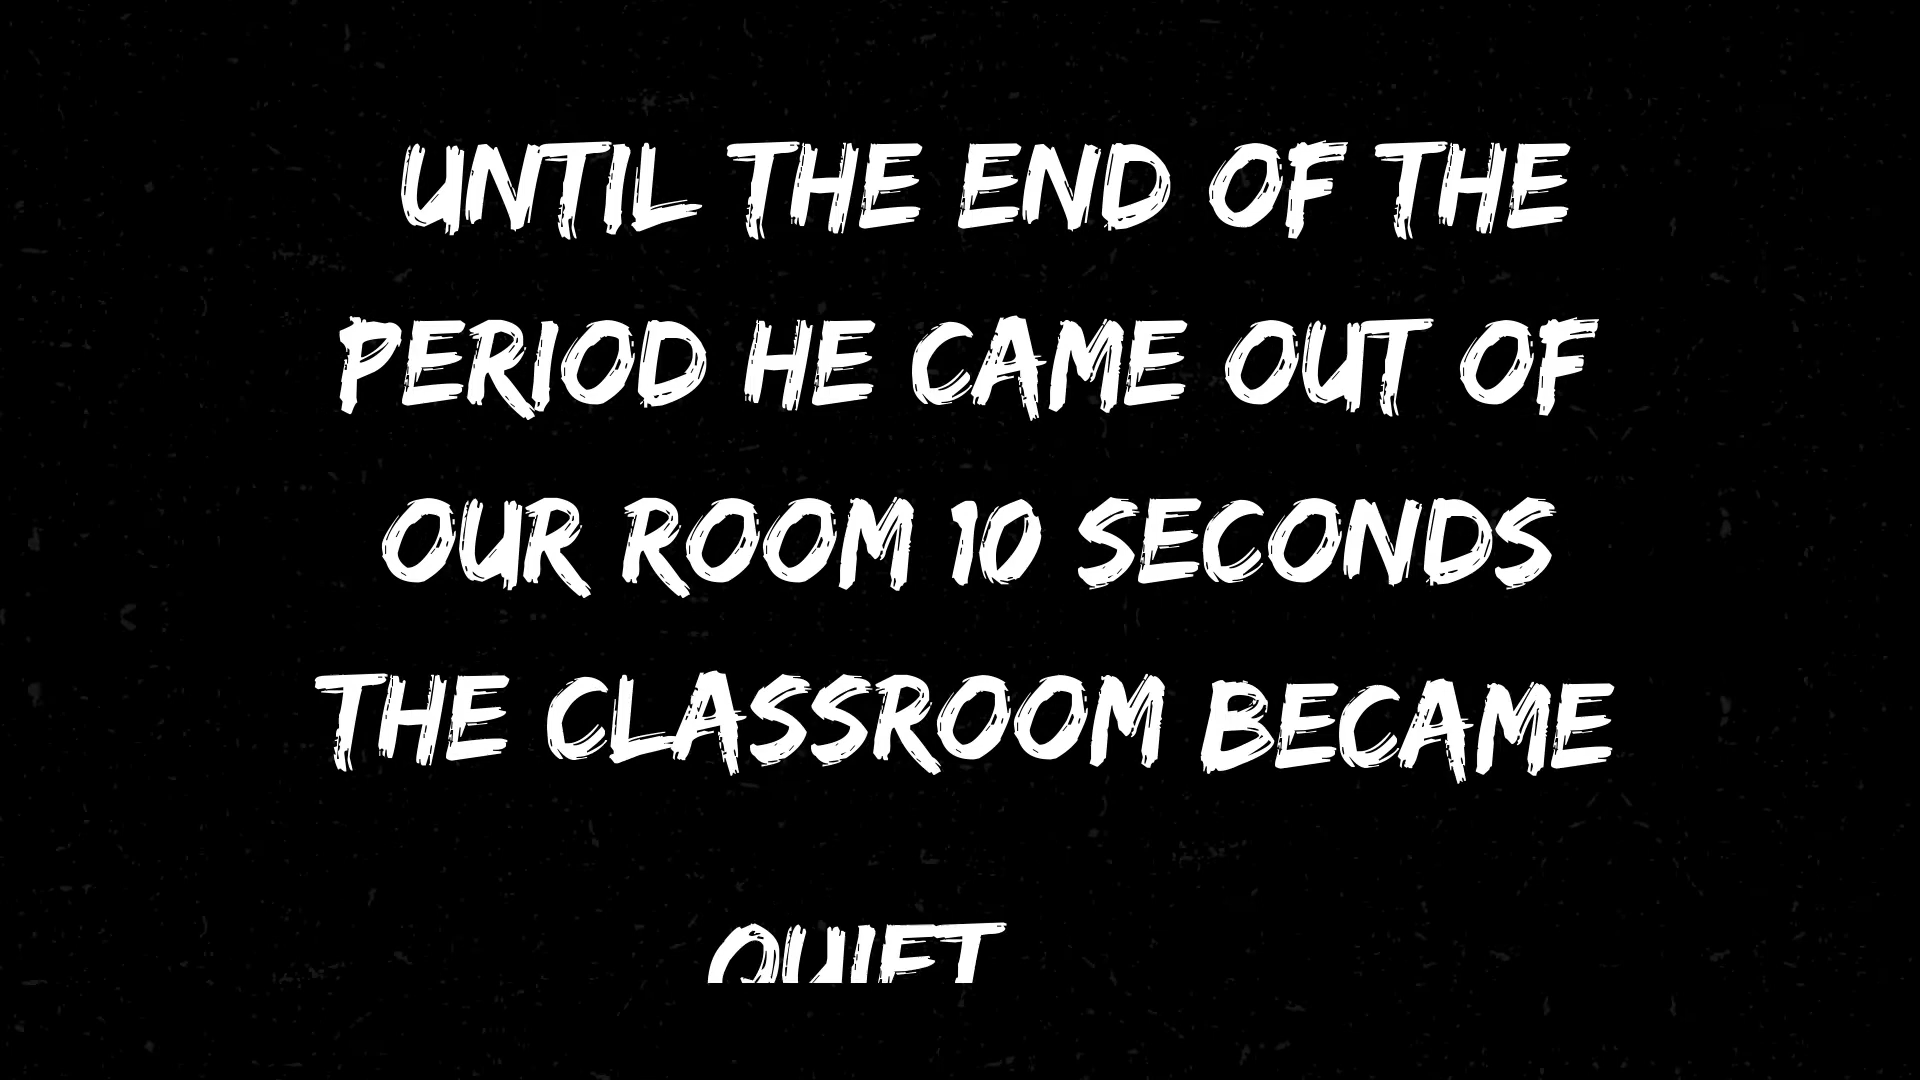 UNTIL THE END OF THE
PERIOD HE CAME OUT OF
OUR ROOM 10 SECONDS
THE CLASSROOM BECAME
QUIET